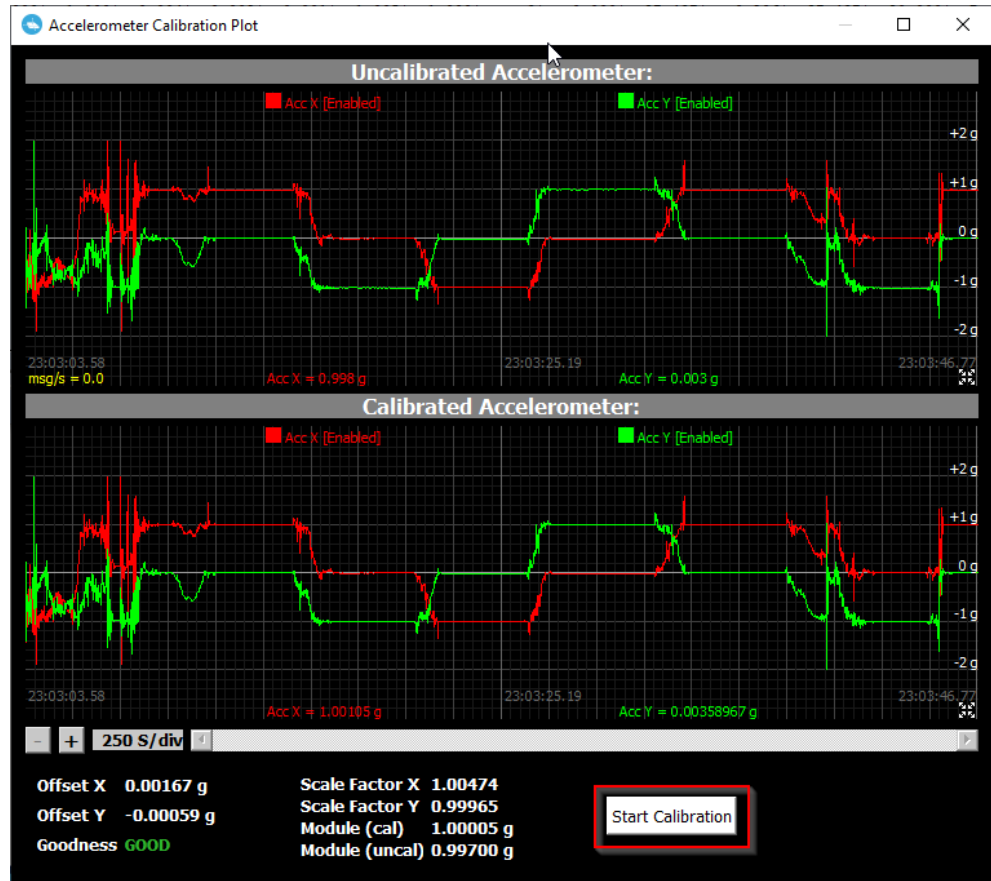 Accelerometer Calibration Plot
Uncalibrated Accelerometer:
Acc X [Enabled] Acc Y [Enabled]
+2 g
+1 g
0 g
-1 g
-2 g
23:03:03.58 23:03:25.19 23:03:46.77
msg/s = 0.0 Acc X = 0.998 g Acc Y = 0.003 g
Calibrated Accelerometer:
Acc X [Enabled] Acc Y [Enabled]
+2 g
+1 g
0 g
-1 g
-2 g
23:03:03.58 23:03:25.19 23:03:46.77
Acc X = 1.00105 g Acc Y = 0.00358967 g
- + 250 S/div
Offset X 0.00167 g
Offset Y -0.00059 g
Goodness GOOD
Scale Factor X 1.00474
Scale Factor Y 0.99965
Module (cal) 1.00005 g
Module (uncal) 0.99700 g
Start Calibration